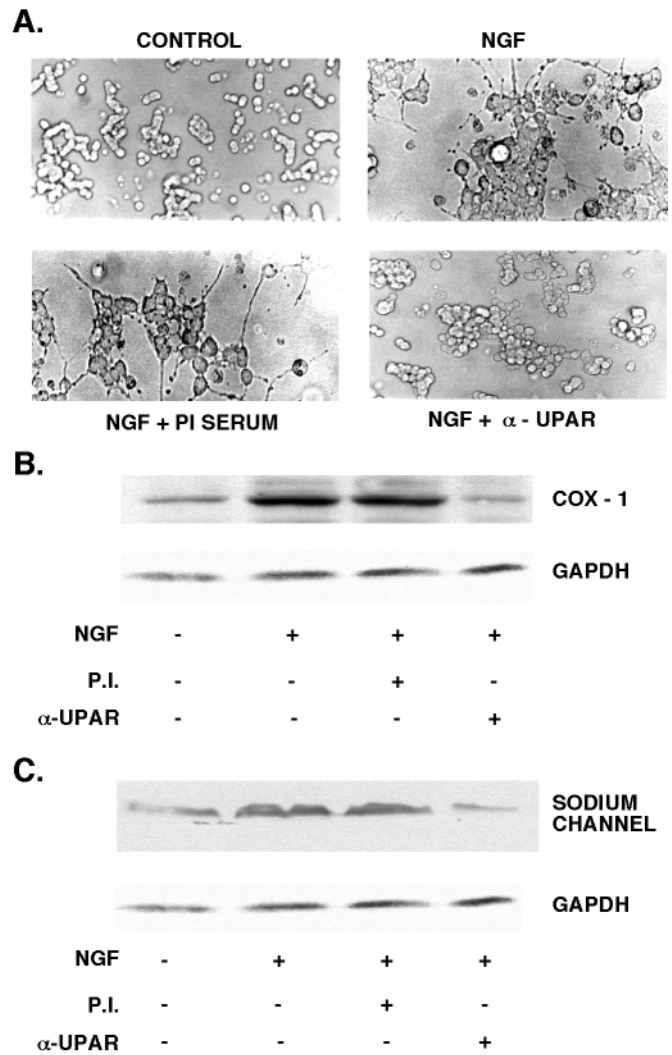 A.
CONTROL NGF
NGF + PI SERUM NGF + α - UPAR
B.
COX - 1
GAPDH
NGF - + + +
P.I. - - + -
α-UPAR - - - +
C.
SODIUM
CHANNEL
GAPDH
NGF - + + +
P.I. - - + -
α-UPAR - - - +